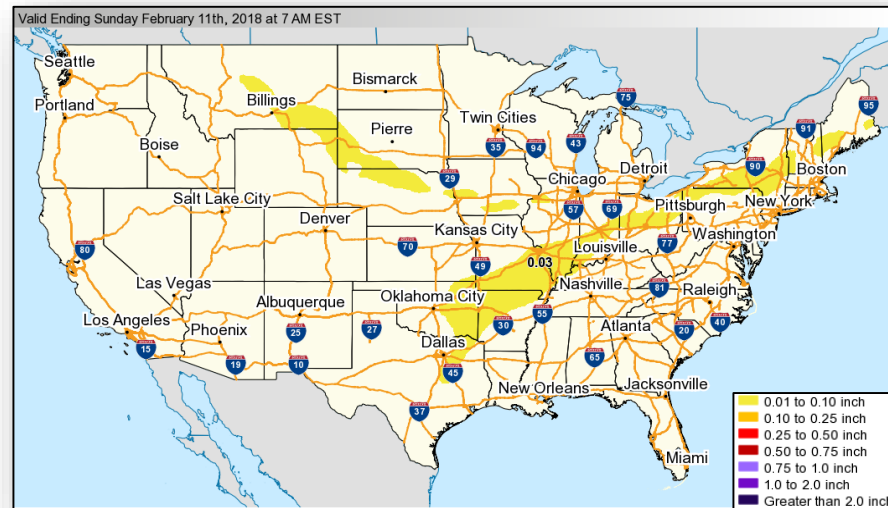 Valid Ending Sunday February 11th, 2018 at 7 AM EST
Seattle
75
95
Bismarck
Billings
Portland
Twin Cities
91
Pierre
35
94
43
Boise
90
Boston
Detroit
29
Chicago
Salt Lake City
57
69
Pittsburgh
New York
Denver
Kansas City
Washington
80
70
Louisville
77
49
0.03
Las Vegas
Nashville
81
Raleigh
Oklahoma City
Albuquerque
55
Los Angeles
Phoenix
25
27
30
Atlanta
20
40
15
Dallas
65
19
10
45
New Orleans
Jacksonville
37
Miami
0.01 to 0.10 inch
0.10 to 0.25 inch
0.25 to 0.50 inch
0.50 to 0.75 inch
0.75 to 1.0 inch
1.0 to 2.0 inch
Greater than 2.0 inch